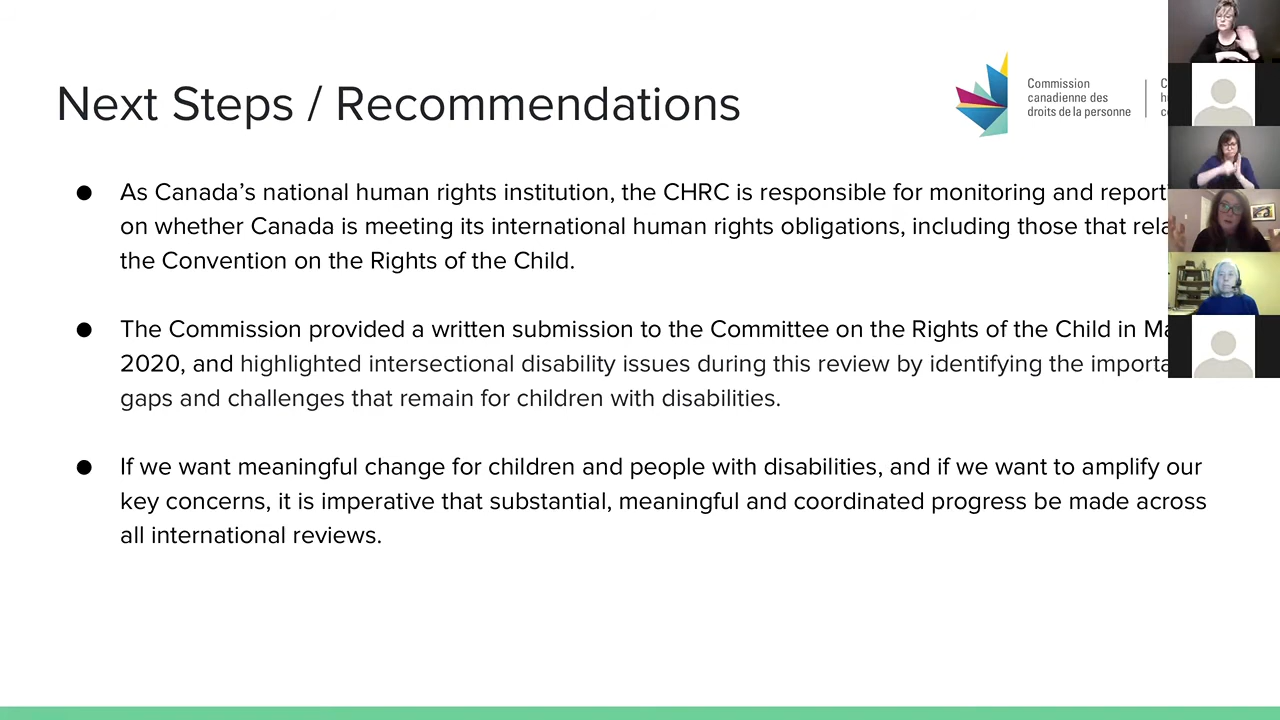 Next Steps / Recommendations
Commission
canadienne des
droits de la personne
● As Canada’s national human rights institution, the CHRC is responsible for monitoring and
on whether Canada is meeting its international human rights obligations, including those that
the Convention on the Rights of the Child.
● The Commission provided a written submission to the Committee on the Rights of the Child in
2020, and highlighted intersectional disability issues during this review by identifying the
gaps and challenges that remain for children with disabilities.
● If we want meaningful change for children and people with disabilities, and if we want to amplify our
key concerns, it is imperative that substantial, meaningful and coordinated progress be made across
all international reviews.